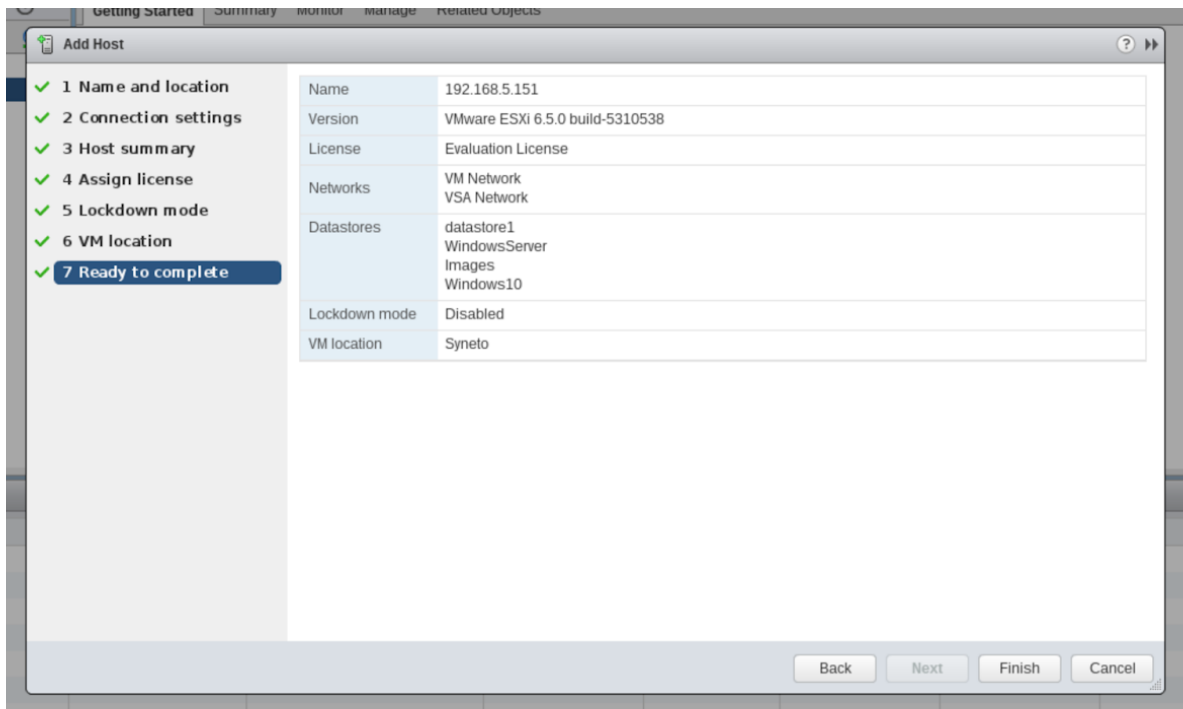 Getting Started Summary Monitor Manage Related Objects
Add Host ?
1 Name and location
2 Connection settings
3 Host summary
4 Assign license
5 Lockdown mode
6 VM location
7 Ready to complete
Name 192.168.5.151
Version VMware ESXi 6.5.0 build-5310538
License Evaluation License
Networks VM Network
VSA Network
Datastores datastore1
WindowsServer
Images
Windows10
Lockdown mode Disabled
VM location Syneto
Back Next Finish Cancel